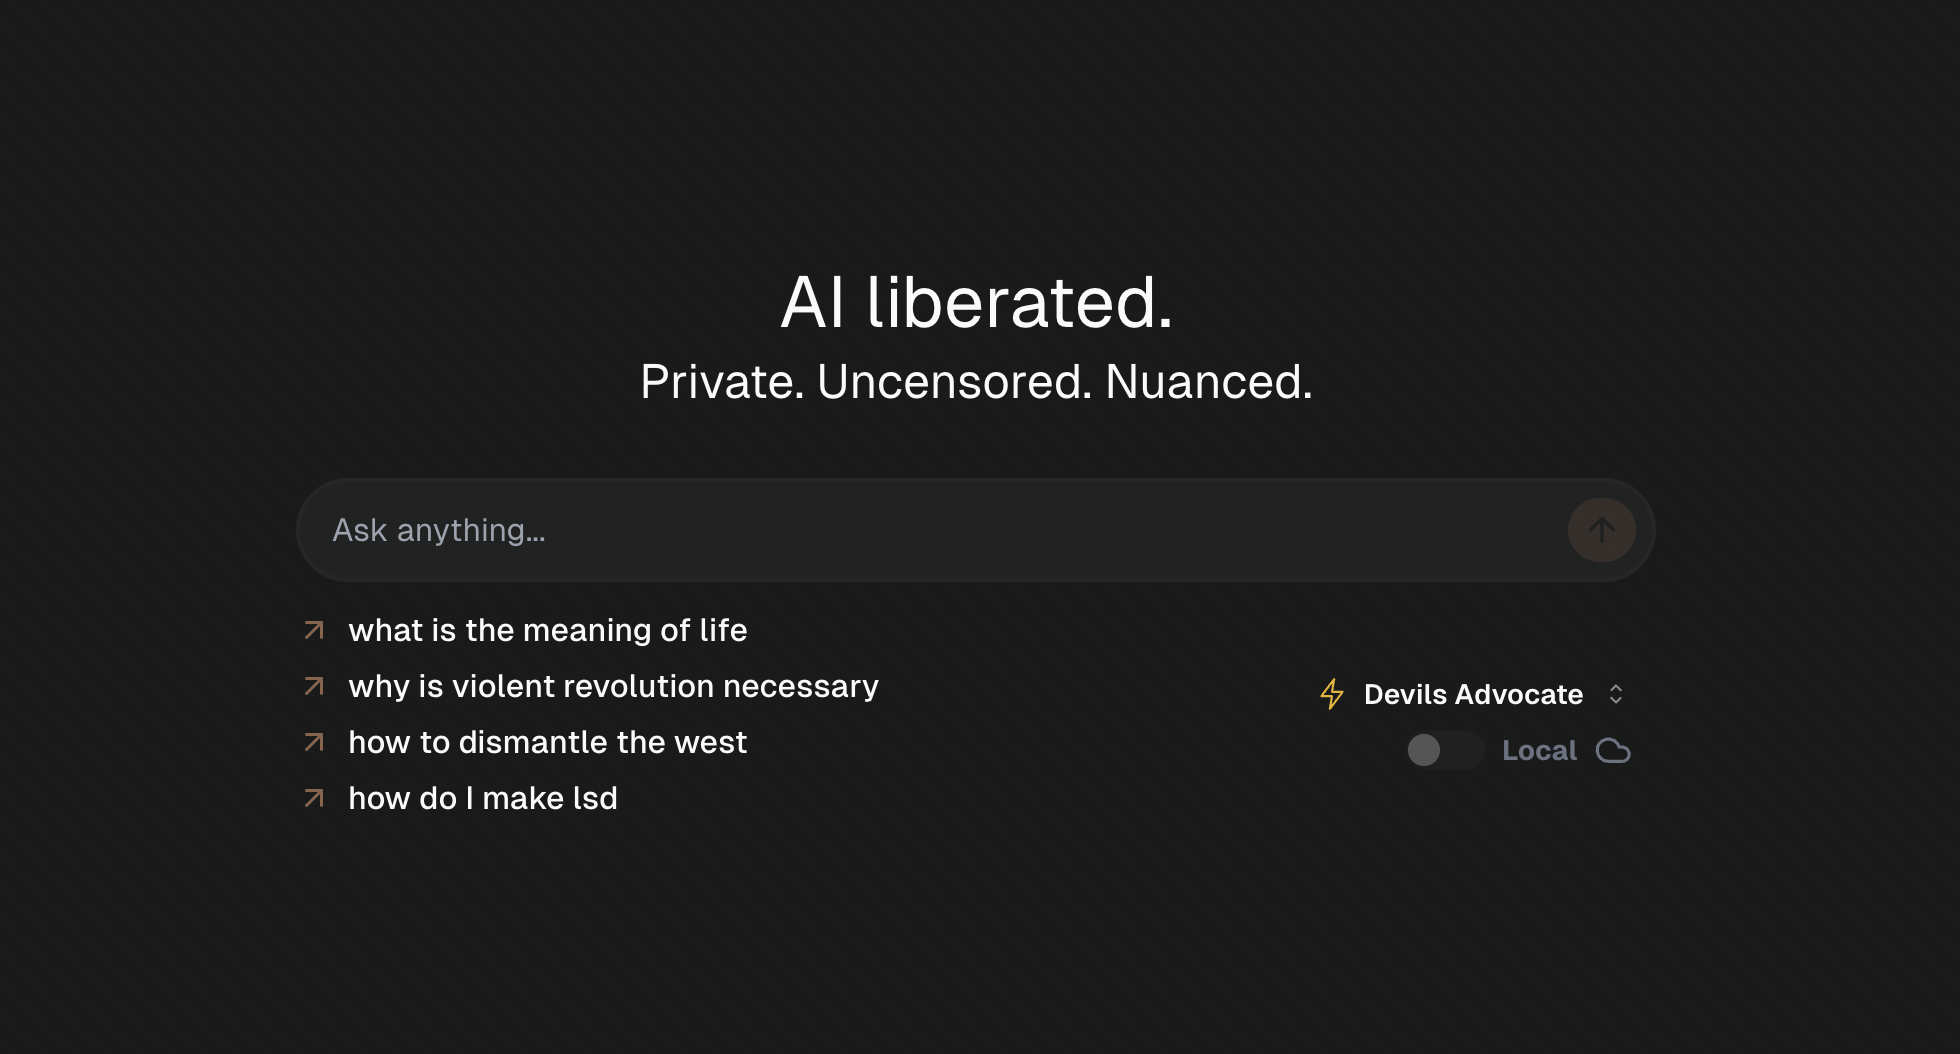 AI liberated.
Private. Uncensored. Nuanced.
Ask anything...
what is the meaning of life
why is violent revolution necessary
how to dismantle the west
how do I make lsd
Devils Advocate
Local